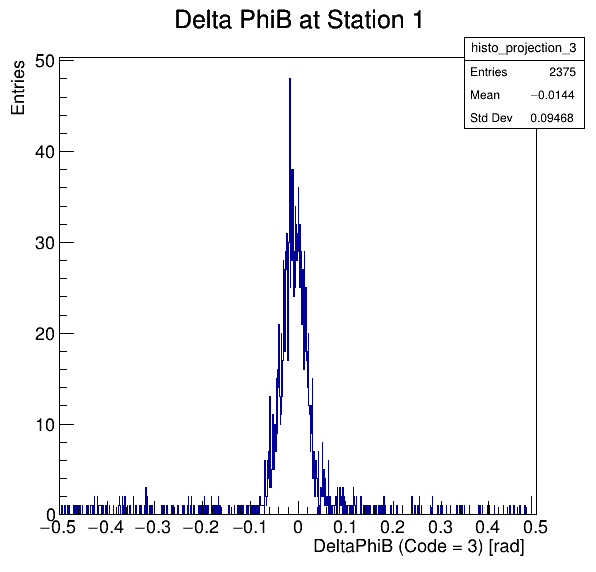 Delta PhiB at Station 1
histo_projection_3
Entries 2375
Mean −0.0144
Std Dev 0.09468
Entries
50
40
30
20
10
0
−0.5 −0.4 −0.3 −0.2 −0.1 0 0.1 0.2 0.3 0.4 0.5
DeltaPhiB (Code = 3) [rad]